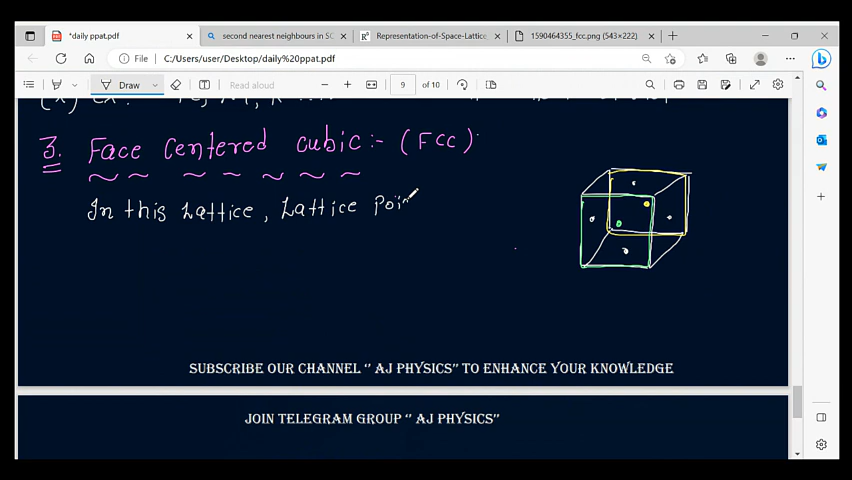 *daily ppat.pdf
second nearest neighbours in SC
Representation-of-Space-Lattice
1590464355_fcc.png (543×222)
File C:/Users/user/Desktop/daily%20ppat.pdf
Draw
Read aloud
9 of 10
3. Face Centered cubic :- (FCC)
In this Lattice, Lattice Poin
SUBSCRIBE OUR CHANNEL “ AJ PHYSICS” TO ENHANCE YOUR KNOWLEDGE
JOIN TELEGRAM GROUP “ AJ PHYSICS”